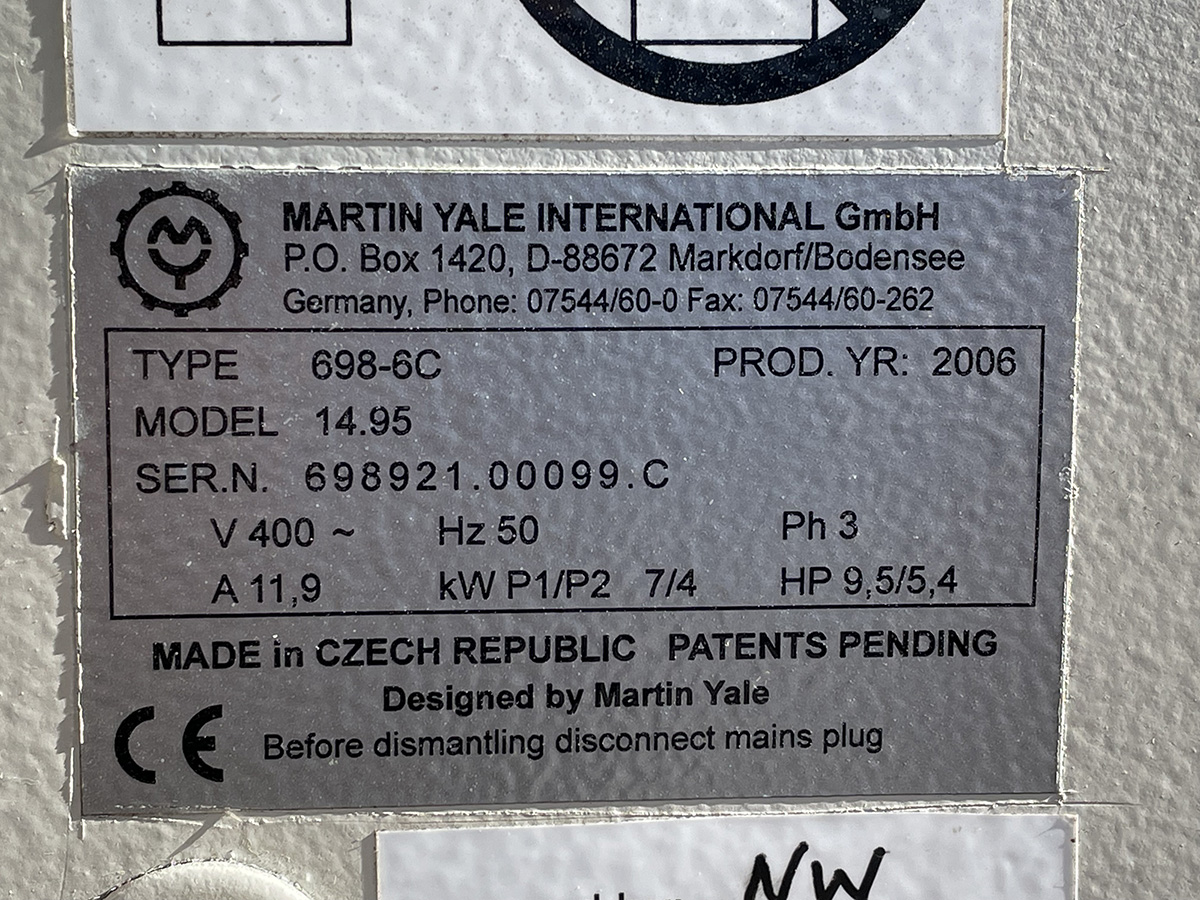 MARTIN YALE INTERNATIONAL GmbH
P.O. Box 1420, D-88672 Markdorf/Bodensee
Germany, Phone: 07544/60-0 Fax: 07544/60-262
TYPE 698-6C PROD. YR: 2006
MODEL 14.95
SER.N. 698921.00099.C
V 400 ~ Hz 50 Ph 3
A 11,9 kW P1/P2 7/4 HP 9,5/5,4
MADE in CZECH REPUBLIC PATENTS PENDING
Designed by Martin Yale
CE Before dismantling disconnect mains plug
NW